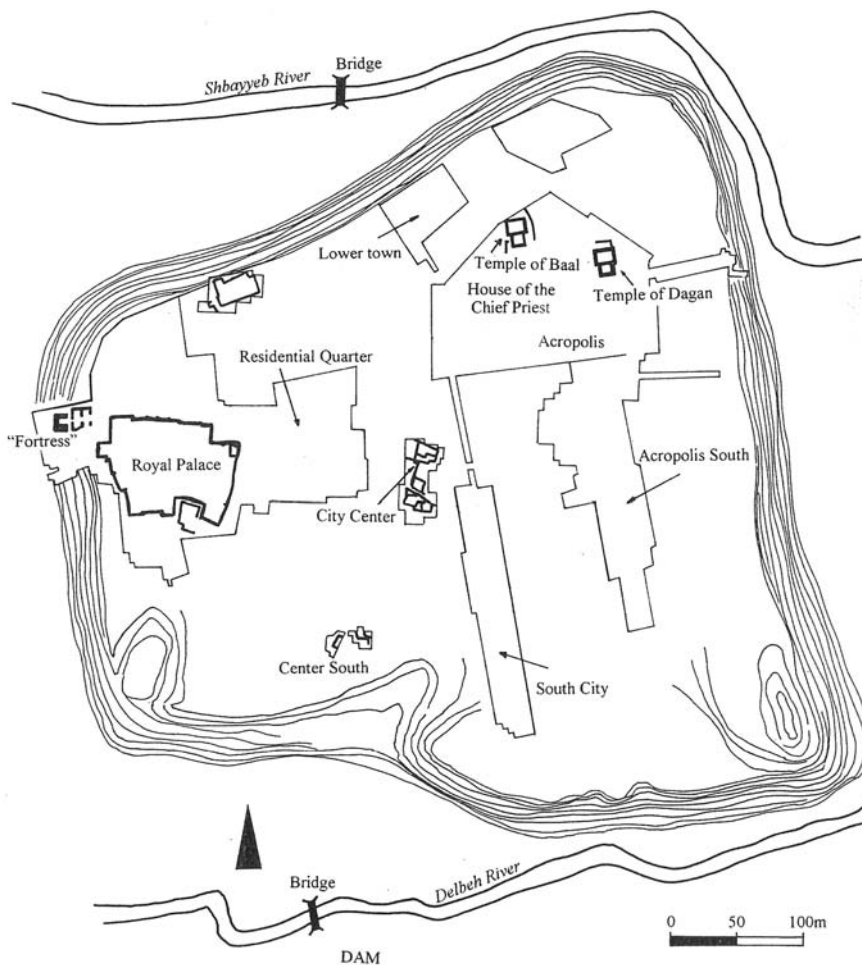 Bridge
Shbayyeb River
Lower town
Temple of Baal
House of the
Chief Priest
Temple of Dagan
Acropolis
Residential Quarter
"Fortress"
Royal Palace
Acropolis South
City Center
Center South
South City
Bridge
Delbeh River
DAM
0 50 100m